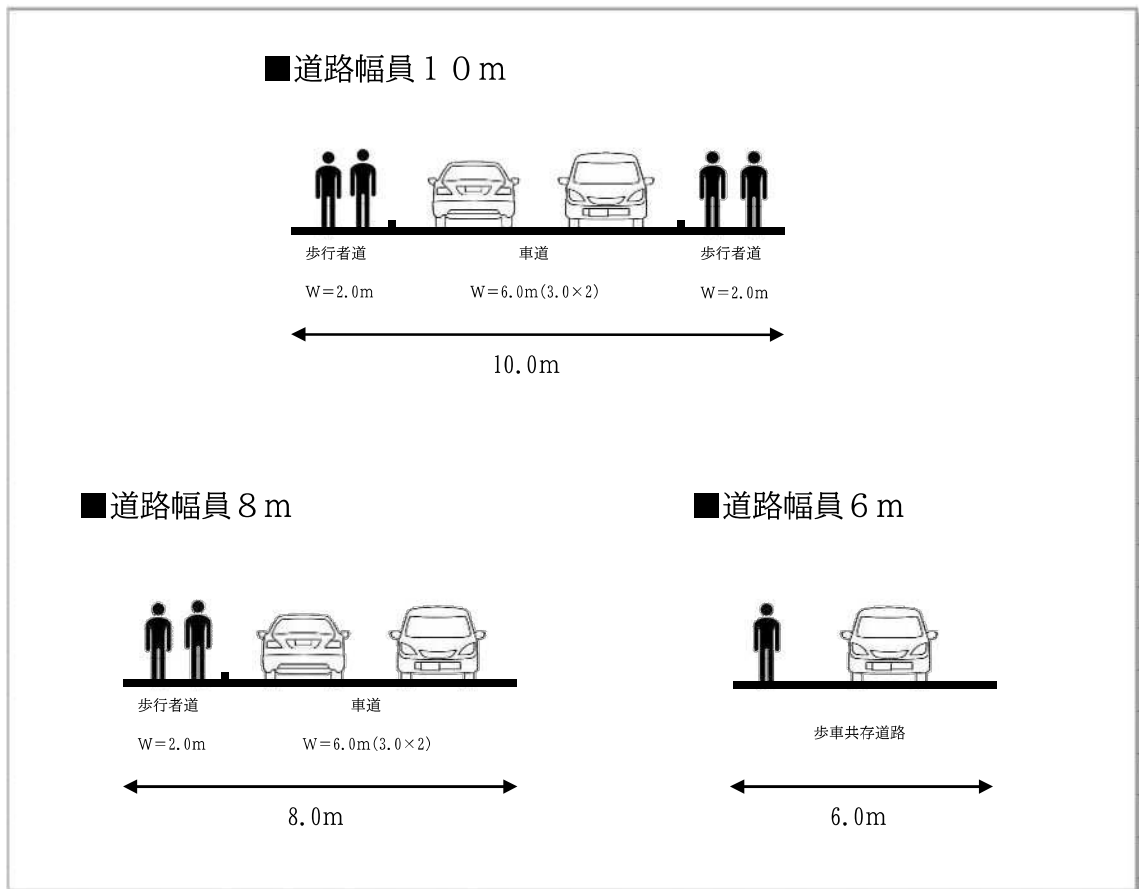 ■道路幅員１０ｍ
歩行者道 車道 歩行者道
W=2.0m W=6.0m(3.0×2) W=2.0m
10.0m
■道路幅員８ｍ
歩行者道 車道
W=2.0m W=6.0m(3.0×2)
8.0m
■道路幅員６ｍ
歩車共存道路
6.0m